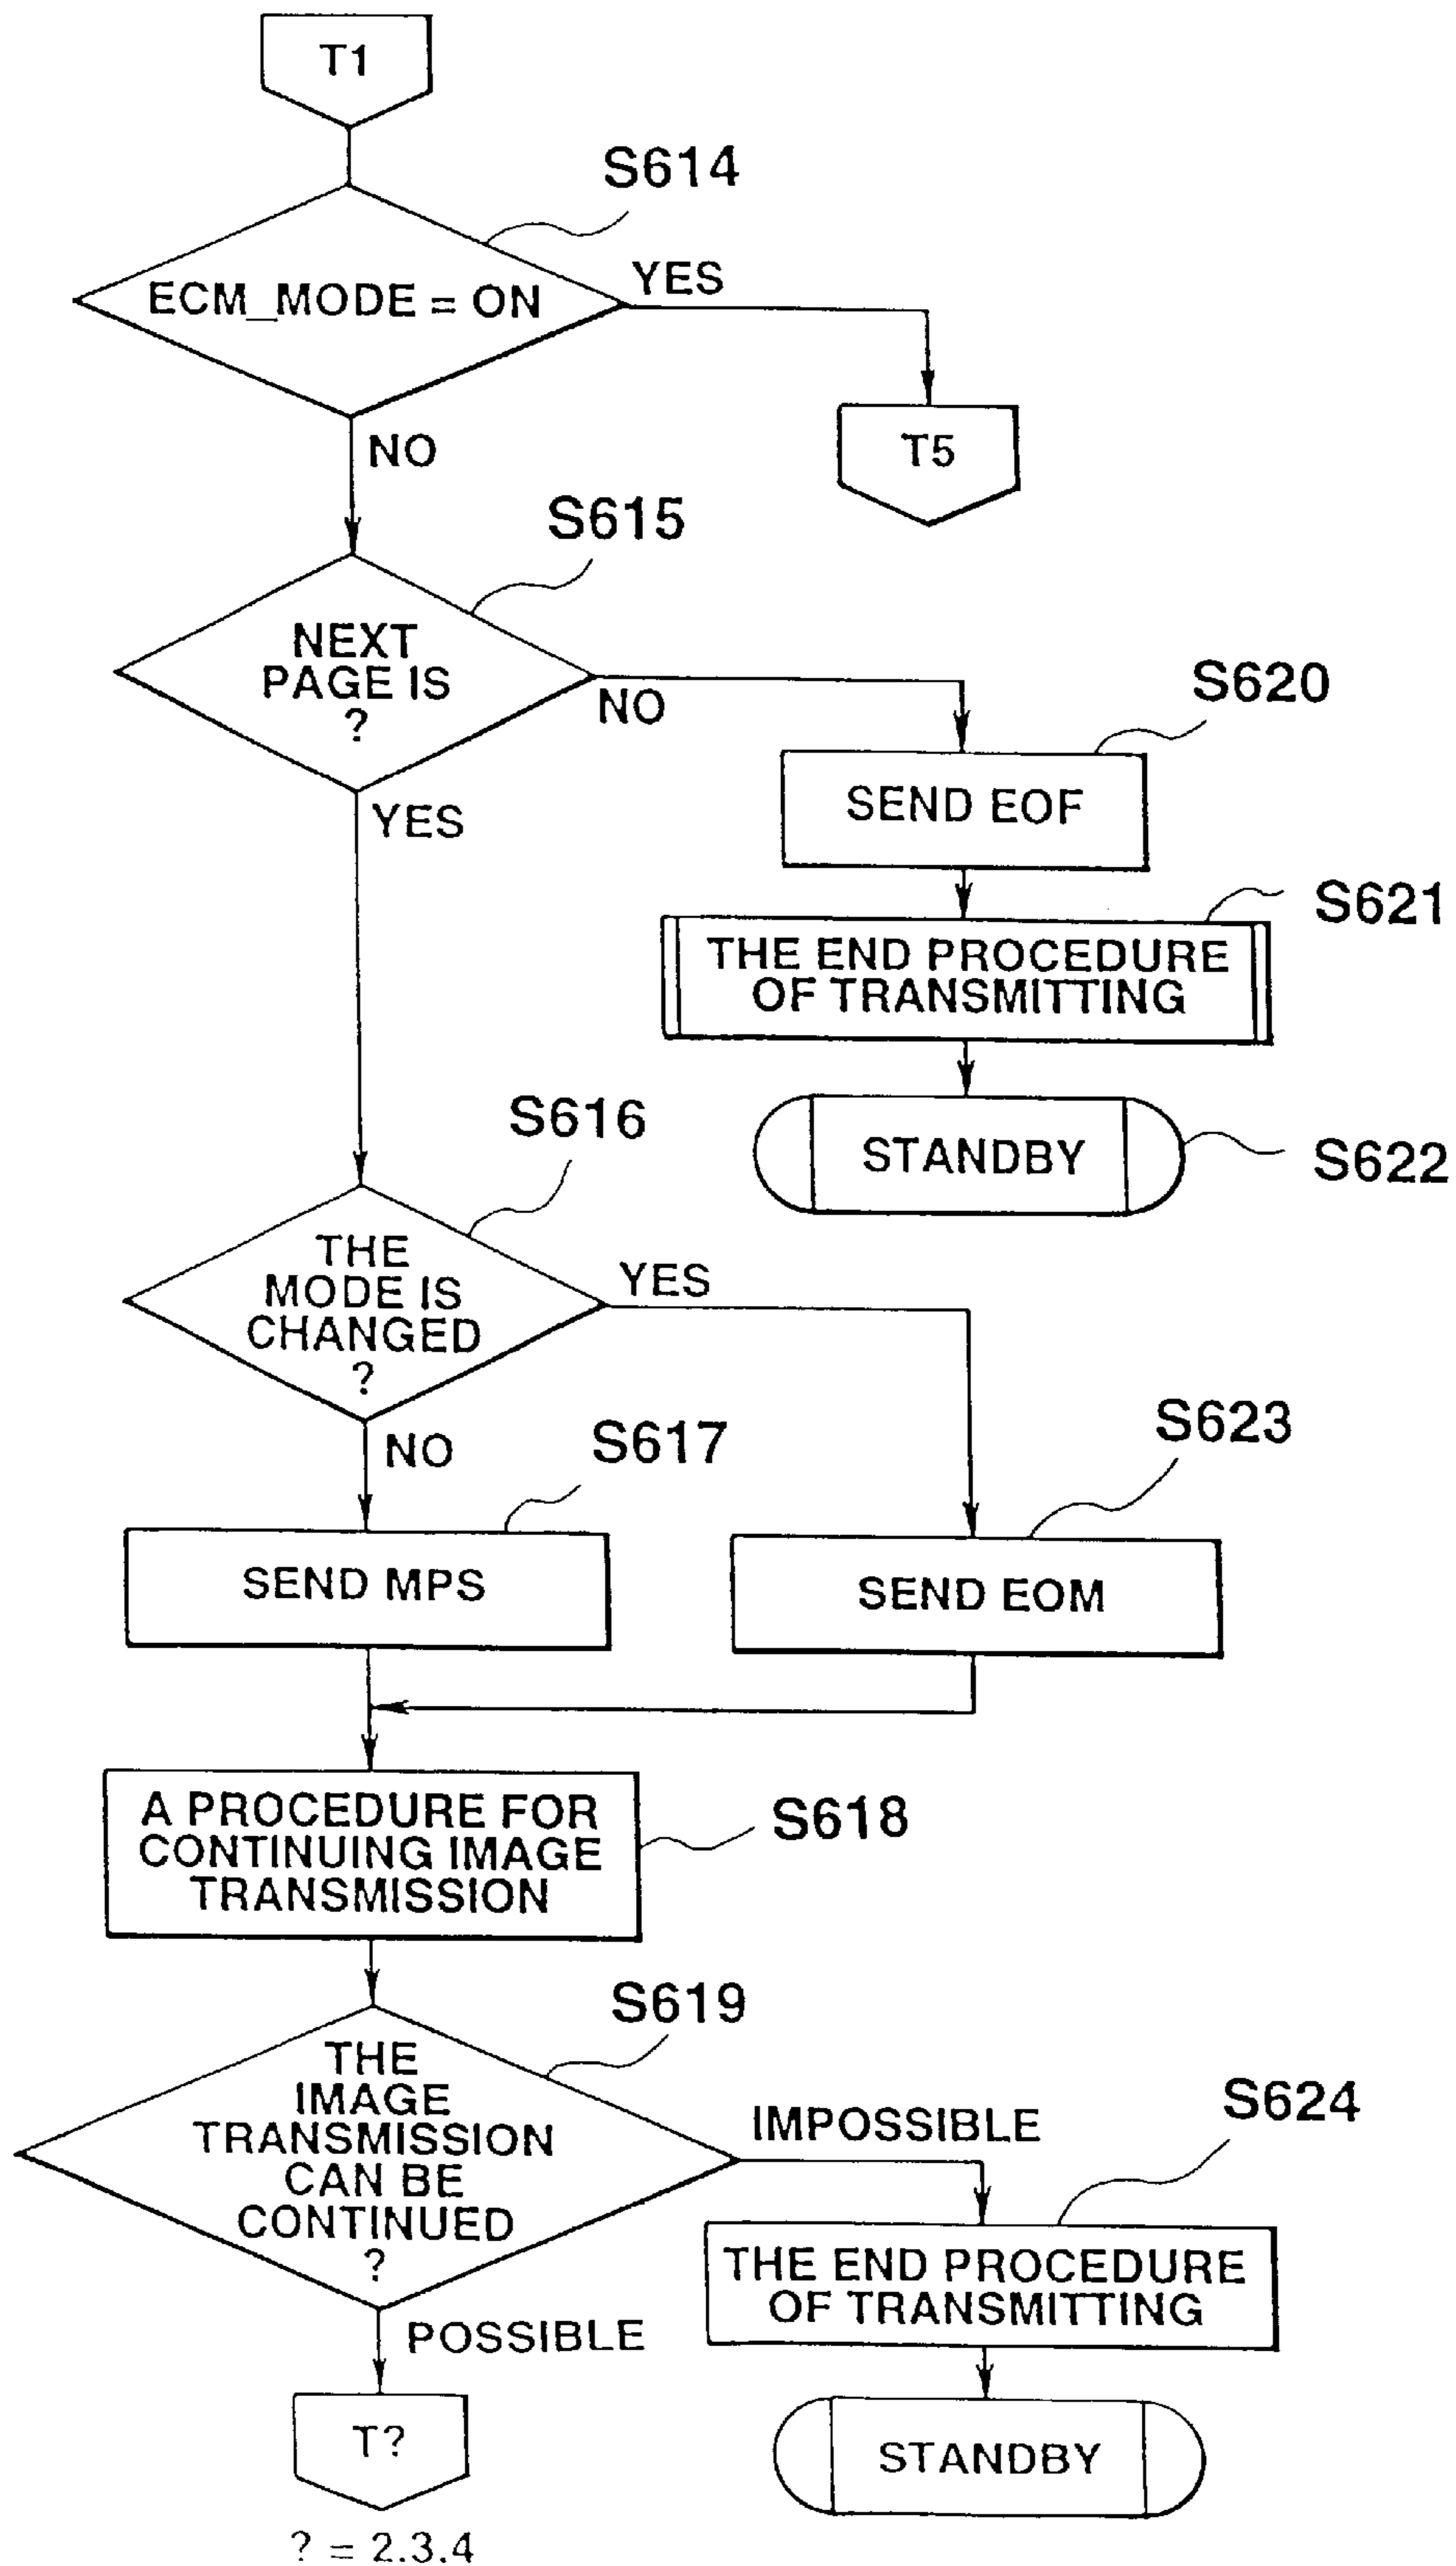 T1
S614
ECM_MODE = ON
YES
T5
NO
S615
NEXT
PAGE IS
?
NO
S620
YES
SEND EOF
S621
THE END PROCEDURE
OF TRANSMITTING
S616
STANDBY
S622
THE
MODE IS
CHANGED
?
YES
NO
S617
S623
SEND MPS
SEND EOM
A PROCEDURE FOR
CONTINUING IMAGE
TRANSMISSION
S618
S619
THE
IMAGE
TRANSMISSION
CAN BE
CONTINUED
?
IMPOSSIBLE
S624
THE END PROCEDURE
OF TRANSMITTING
POSSIBLE
T?
STANDBY
? = 2.3.4